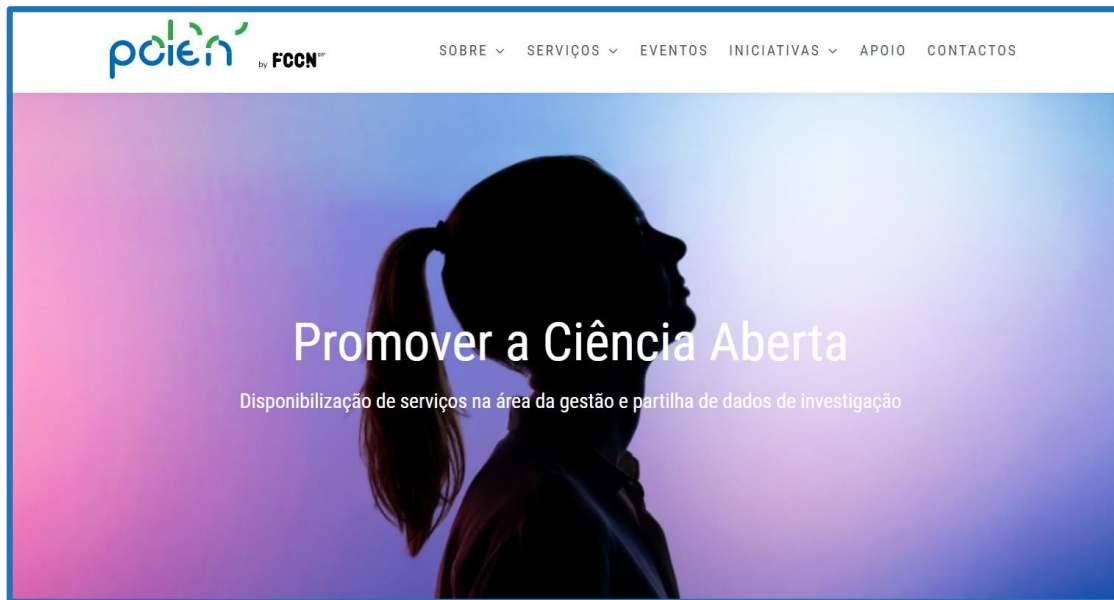 polen
by FCCN
SOBRE SERVIÇOS EVENTOS INICIATIVAS APOIO CONTACTOS
Promover a Ciência Aberta
Disponibilização de serviços na área da gestão e partilha de dados de investigação